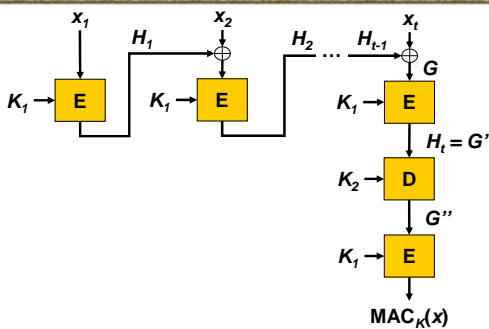 x1 x2 xt
H1 H2 ... Ht-1
G
K1 E K1 E K1 E
Ht = G'
K2 D
G''
K1 E
MACK(x)